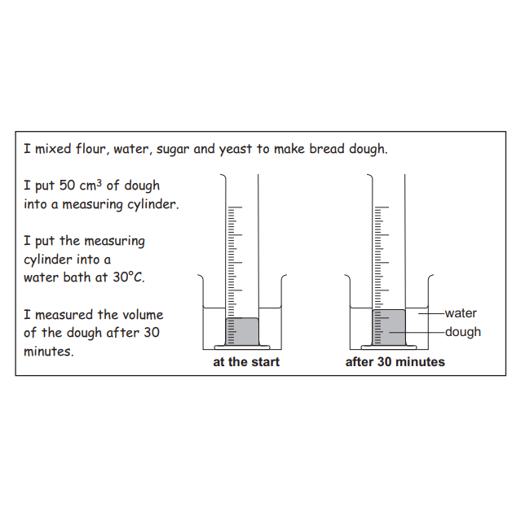 I mixed flour, water, sugar and yeast to make bread dough.
I put 50 cm³ of dough
into a measuring cylinder.
I put the measuring
cylinder into a
water bath at 30°C.
I measured the volume
of the dough after 30
minutes.
water
dough
at the start
after 30 minutes